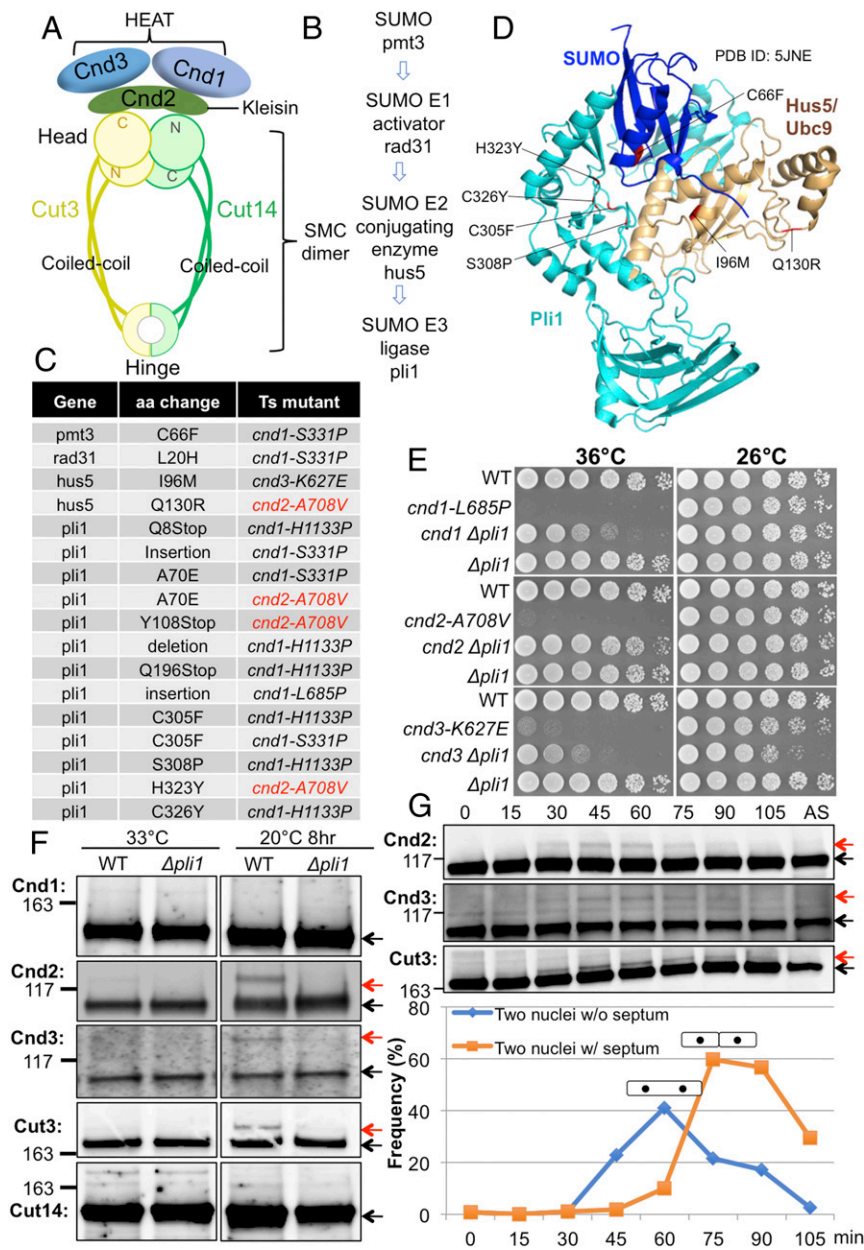 A
HEAT
Cnd3
Cnd1
Cnd2
Kleisin
Head
C
N
N
C
Cut3
Cut14
Coiled-coil
Coiled-coil
SMC
dimer
Hinge
B
SUMO
pmt3
SUMO E1
activator
rad31
SUMO E2
conjugating
enzyme
hus5
SUMO E3
ligase
pli1
D
SUMO
PDB ID: 5JNE
C66F
Hus5/
Ubc9
H323Y
C326Y
C305F
S308P
I96M
Q130R
Pli1
C
Gene aa change Ts mutant
pmt3 C66F cnd1-S331P
rad31 L20H cnd1-S331P
hus5 I96M cnd3-K627E
hus5 Q130R cnd2-A708V
pli1 Q8Stop cnd1-H1133P
pli1 Insertion cnd1-S331P
pli1 A70E cnd1-S331P
pli1 A70E cnd2-A708V
pli1 Y108Stop cnd2-A708V
pli1 deletion cnd1-H1133P
pli1 Q196Stop cnd1-H1133P
pli1 insertion cnd1-L685P
pli1 C305F cnd1-H1133P
pli1 C305F cnd1-S331P
pli1 S308P cnd1-H1133P
pli1 H323Y cnd2-A708V
pli1 C326Y cnd1-H1133P
E
36°C 26°C
WT
cnd1-L685P
cnd1 Δpli1
Δpli1
WT
cnd2-A708V
cnd2 Δpli1
Δpli1
WT
cnd3-K627E
cnd3 Δpli1
Δpli1
F
33°C 20°C 8hr
WT Δpli1 WT Δpli1
Cnd1:
163
Cnd2:
117
Cnd3:
117
Cut3:
163
163
Cut14:
G
0 15 30 45 60 75 90 105 AS
Cnd2:
117
Cnd3:
117
Cut3:
163
Two nuclei w/o septum
Two nuclei w/ septum
Frequency (%)
60
40
20
0
0 15 30 45 60 75 90 105 min